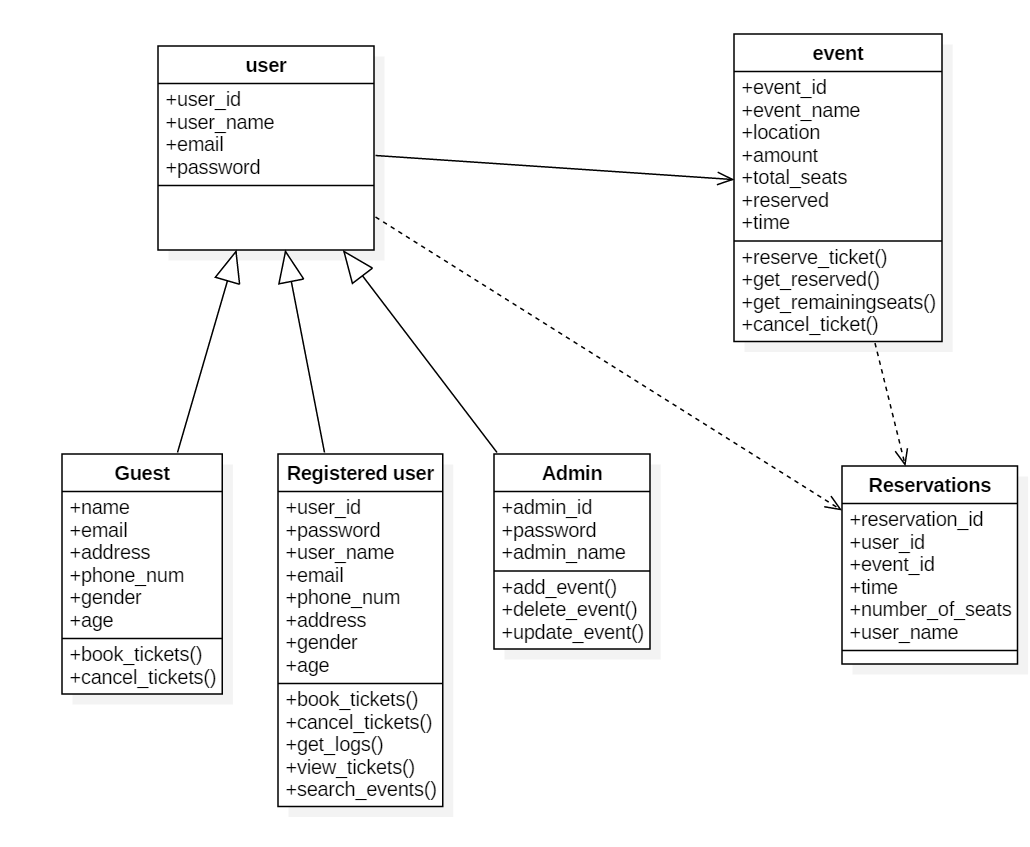 user
+user_id
+user_name
+email
+password
event
+event_id
+event_name
+location
+amount
+total_seats
+reserved
+time
+reserve_ticket()
+get_reserved()
+get_remainingseats()
+cancel_ticket()
Guest
+name
+email
+address
+phone_num
+gender
+age
+book_tickets()
+cancel_tickets()
Registered user
+user_id
+password
+user_name
+email
+phone_num
+address
+gender
+age
+book_tickets()
+cancel_tickets()
+get_logs()
+view_tickets()
+search_events()
Admin
+admin_id
+password
+admin_name
+add_event()
+delete_event()
+update_event()
Reservations
+reservation_id
+user_id
+event_id
+time
+number_of_seats
+user_name